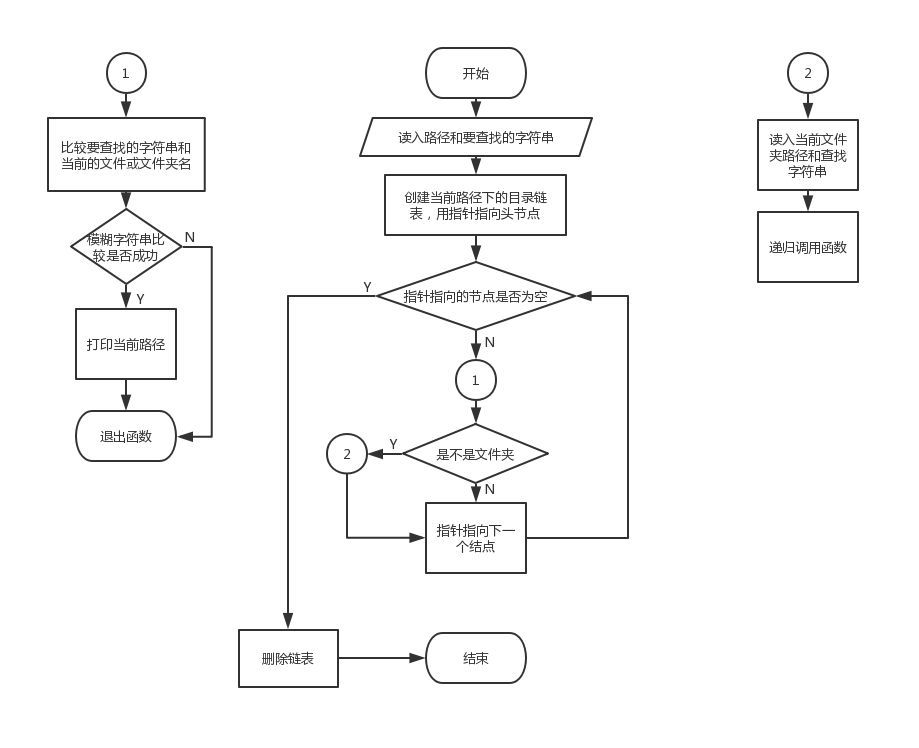 1
比较要查找的字符串和
当前的文件或文件夹名
模糊字符串比
较是否成功
N
Y
打印当前路径
退出函数
开始
读入路径和要查找的字符串
创建当前路径下的目录链
表，用指针指向头节点
指针指向的节点是否为空
Y
N
1
是不是文件夹
Y
2
N
指针指向下一
个结点
删除链表
结束
2
读入当前文件
夹路径和查找
字符串
递归调用函数